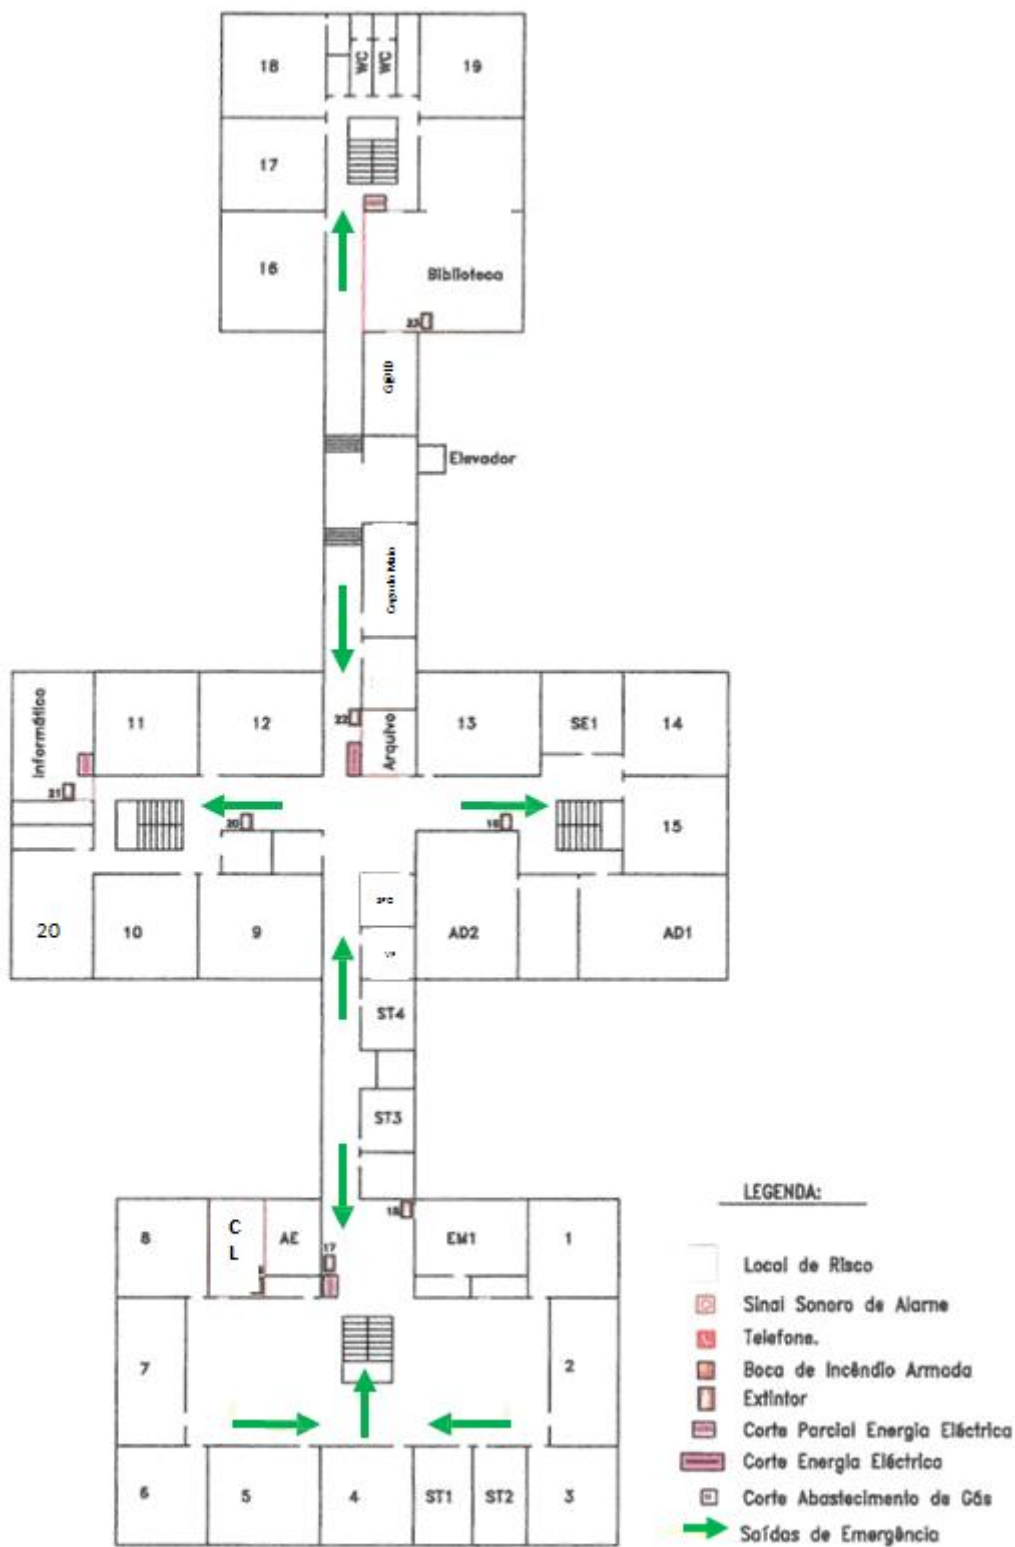 18
WC
WC
19
17
16
Biblioteca
23
G@ID
Elevador
Informática
11
12
22
Arquivo
13
SE1
14
21
20
19
15
20
10
9
AD2
AD1
ST4
ST3
18
8
C
L
AE
17
EM1
1
7
2
6
5
4
ST1
ST2
3
LEGENDA:
Local de Risco
Sinal Sonoro de Alarme
Telefone.
Boca de Incêndio Armada
Extintor
Corte Parcial Energia Eléctrica
Corte Energia Eléctrica
Corte Abastecimento de Gás
Saídas de Emergência